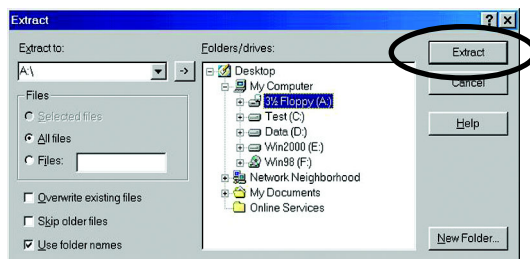 Extract
Extract to:
A:\
Files
Selected files
All files
Files:
Overwrite existing files
Skip older files
Use folder names
Folders/drives:
Desktop
My Computer
3½ Floppy (A:)
Test (C:)
Data (D:)
Win2000 (E:)
Win98 (F:)
Network Neighborhood
My Documents
Online Services
Extract
Cancel
Help
New Folder...